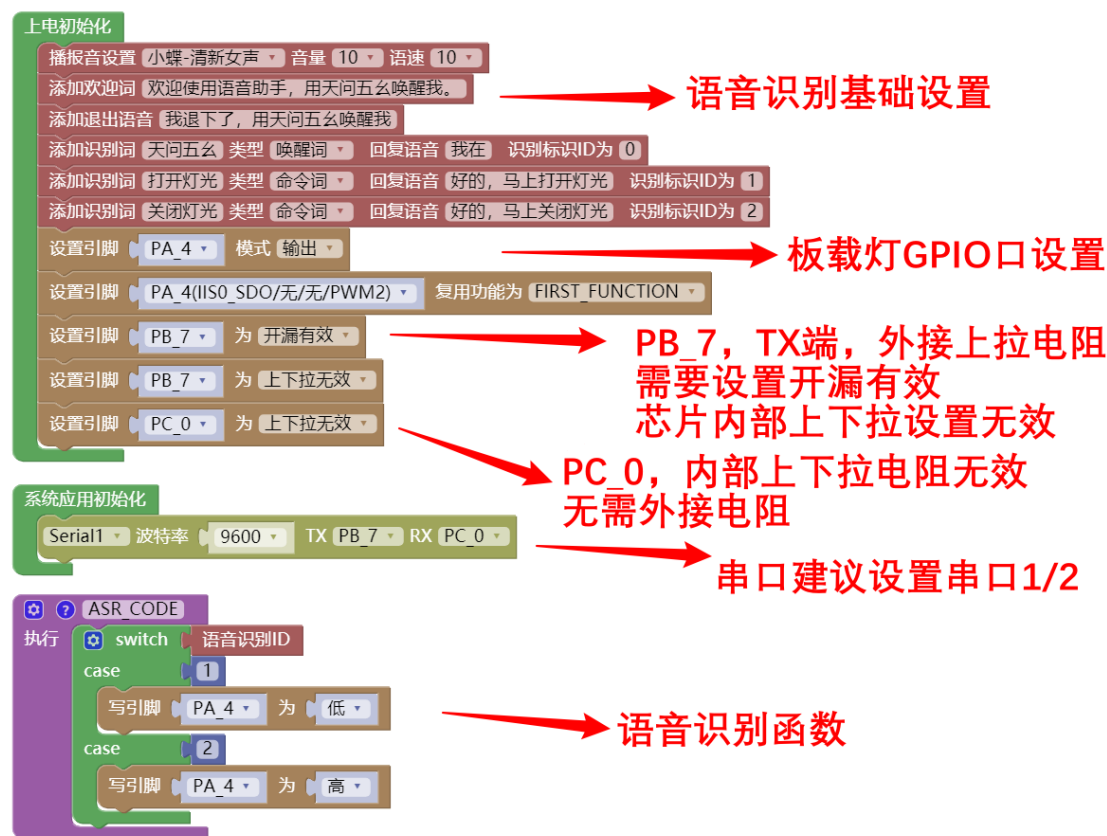 上电初始化
播报音设置 小蝶-清新女声 音量 10 语速 10
添加欢迎词 欢迎使用语音助手，用天问五幺唤醒我。
语音识别基础设置
添加退出语音 我退下了，用天问五幺唤醒我
添加识别词 天问五幺 类型 唤醒词 回复语音 我在 识别标识ID为 0
添加识别词 打开灯光 类型 命令词 回复语音 好的，马上打开灯光 识别标识ID为 1
添加识别词 关闭灯光 类型 命令词 回复语音 好的，马上关闭灯光 识别标识ID为 2
设置引脚 PA_4 模式 输出
板载灯GPIO口设置
设置引脚 PA_4(IIS0_SDO/无/无/PWM2) 复用功能为 FIRST_FUNCTION
设置引脚 PB_7 为 开漏有效
PB_7，TX端，外接上拉电阻
需要设置开漏有效
芯片内部上下拉设置无效
设置引脚 PB_7 为 上下拉无效
设置引脚 PC_0 为 上下拉无效
PC_0，内部上下拉电阻无效
无需外接电阻
系统应用初始化
Serial1 波特率 9600 TX PB_7 RX PC_0
串口建议设置串口1/2
? ASR_CODE
执行 switch 语音识别ID
case 1
写引脚 PA_4 为 低
语音识别函数
case 2
写引脚 PA_4 为 高